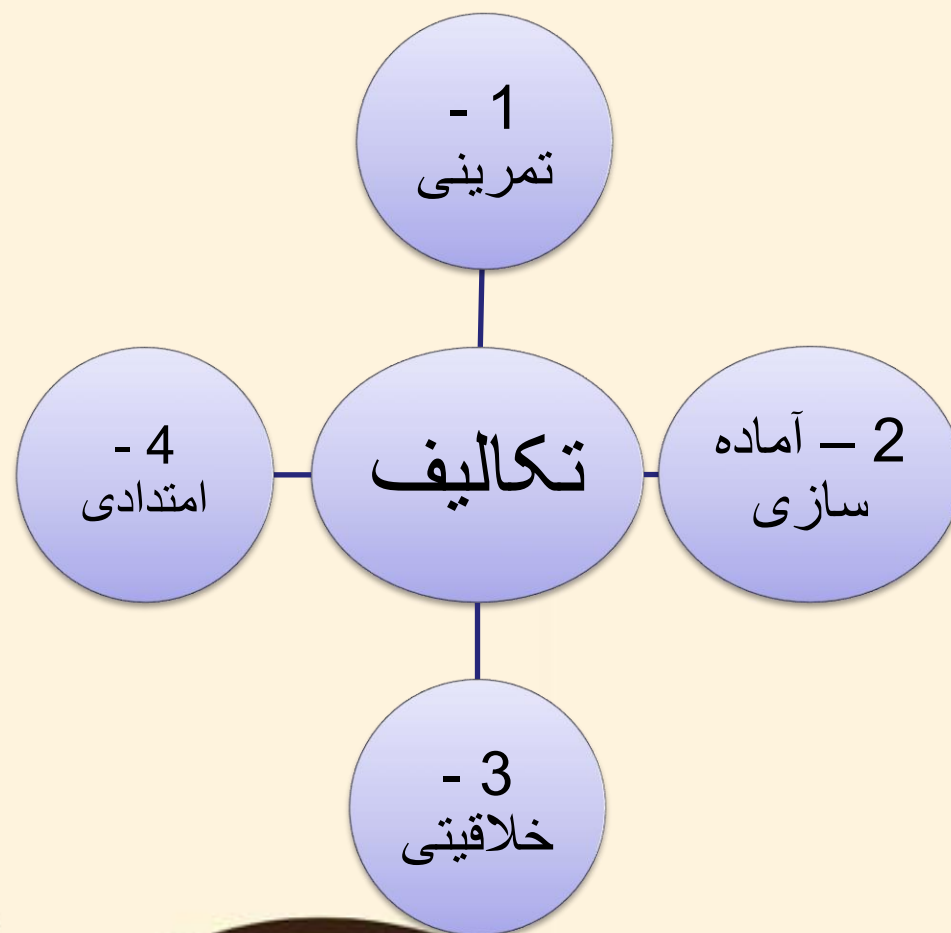 1 -
تمرینی
تکالیف
2 – آماده
سازی
3 -
خلاقیتی
4 -
امتدادی